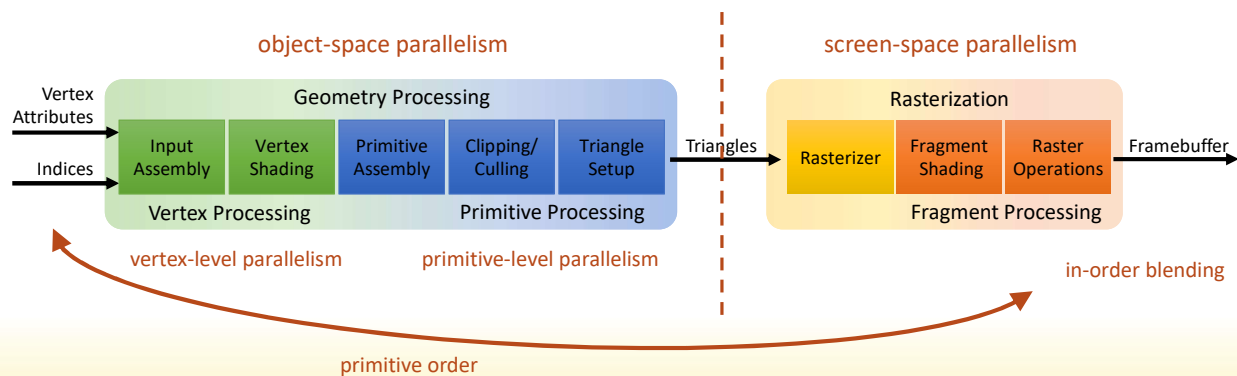 object-space parallelism
screen-space parallelism
Geometry Processing
Rasterization
Vertex
Attributes
Indices
Input
Assembly
Vertex
Shading
Primitive
Assembly
Clipping/
Culling
Triangle
Setup
Triangles
Rasterizer
Fragment
Shading
Raster
Operations
Framebuffer
Vertex Processing
Primitive Processing
Fragment Processing
vertex-level parallelism
primitive-level parallelism
in-order blending
primitive order